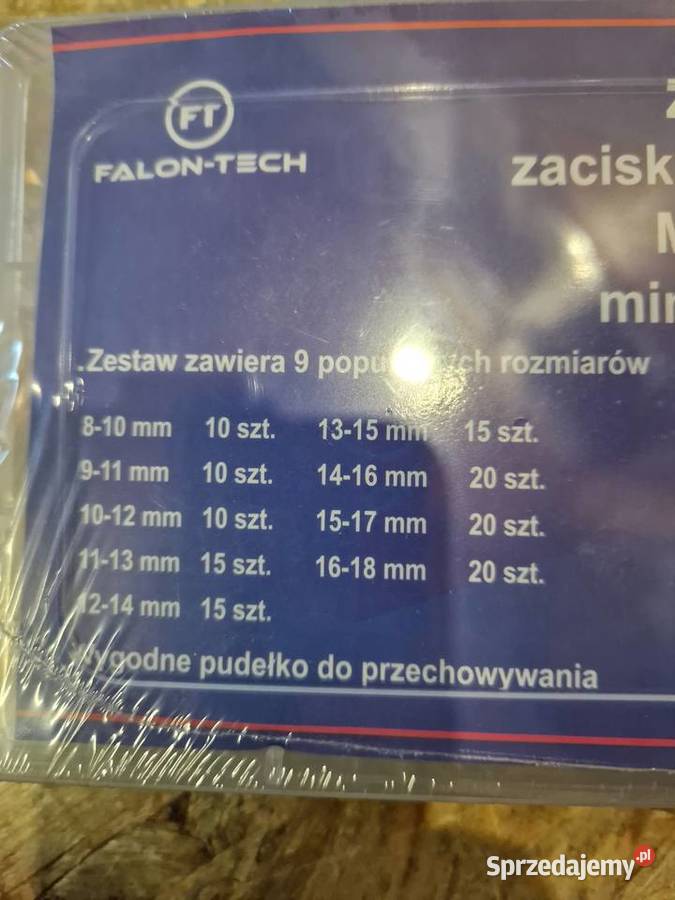 FT
FALON-TECH
zacisk
.Zestaw zawiera 9 rozmiarów
8-10 mm 10 szt. 13-15 mm 15 szt.
9-11 mm 10 szt. 14-16 mm 20 szt.
10-12 mm 10 szt. 15-17 mm 20 szt.
11-13 mm 15 szt. 16-18 mm 20 szt.
12-14 mm 15 szt.
Wygodne pudełko do przechowywania
Sprzedajemy.pl